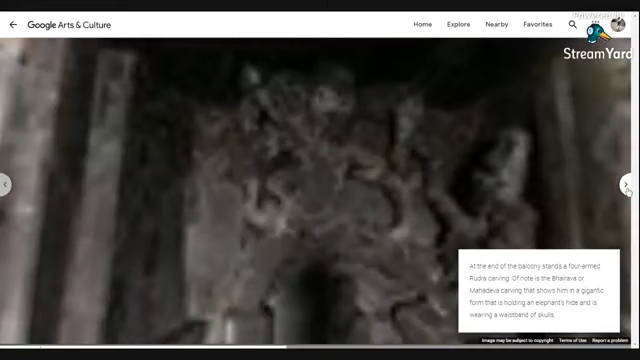 Google Arts & Culture
Home Explore Nearby Favorites
StreamYard
At the end of the balcony stands a four-armed
Rudra carving. Of note is the Bhairava or
Mahadeva carving that shows him in a gigantic
form that is holding an elephant's hide and is
wearing a waistband of skulls.
Image may be subject to copyright Terms of Use Report a problem